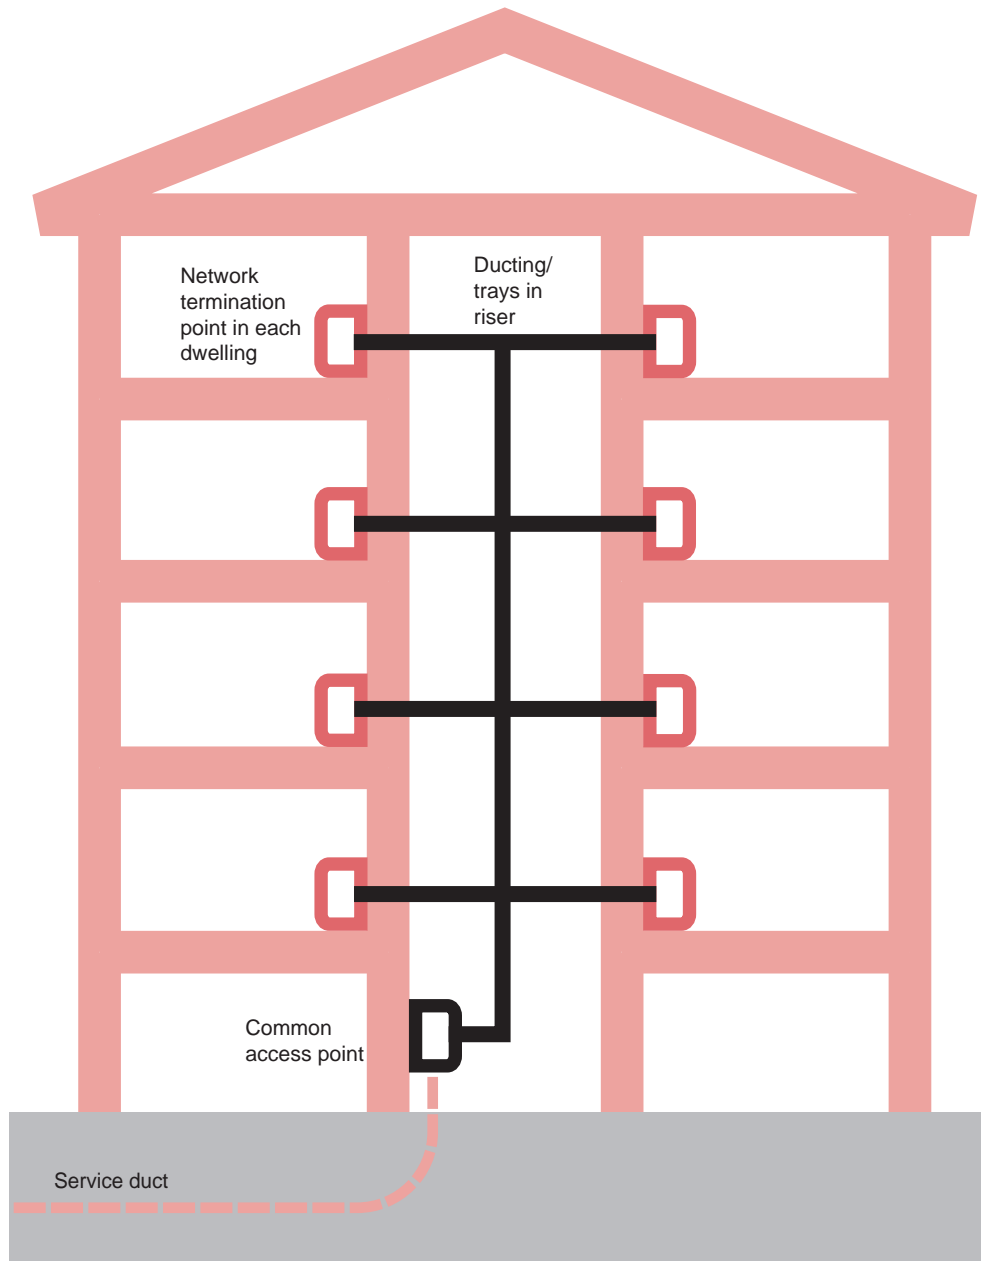 Network
termination
point in each
dwelling
Ducting/
trays in
riser
Common
access point
Service duct